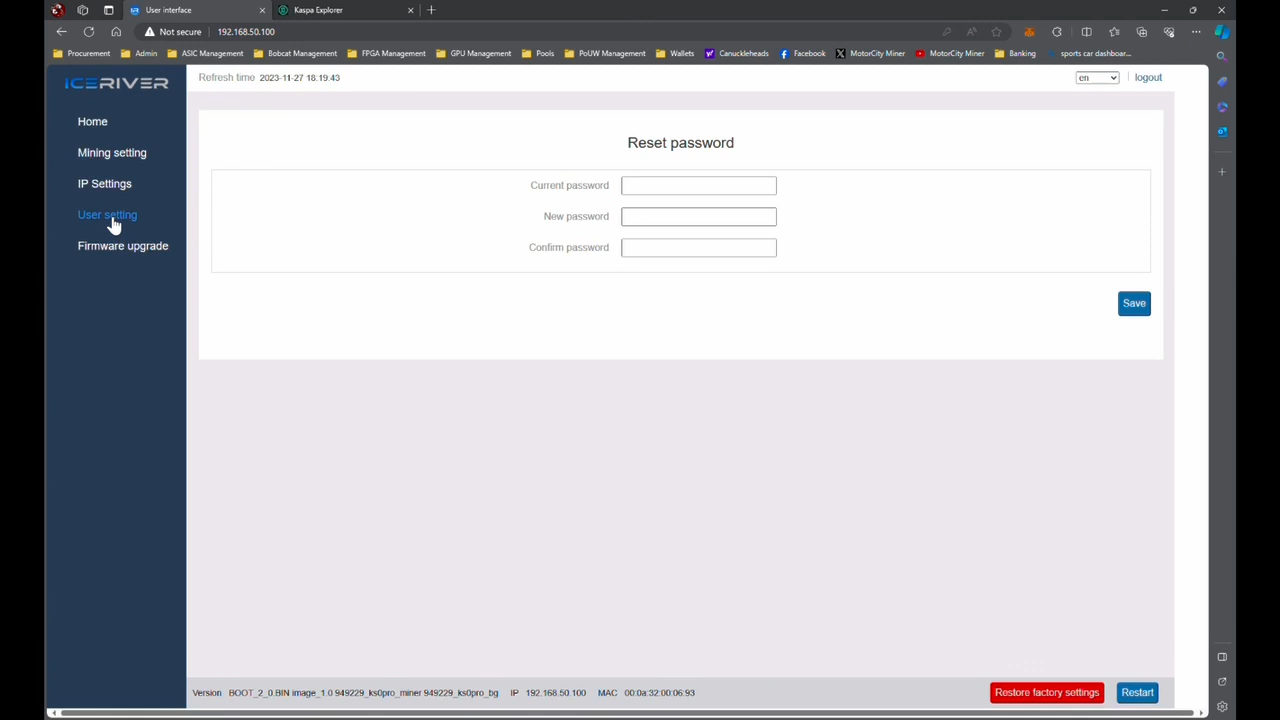 User interface
Kaspa Explorer
Not secure
192.168.50.100
Procurement
Admin
ASIC Management
Bobcat Management
FPGA Management
GPU Management
Pools
PoUW Management
Wallets
Canuckleheads
Facebook
MotorCity Miner
MotorCity Miner
Banking
sports car dashboar...
ICERIVER
Refresh time 2023-11-27 18:19:43
en
logout
Home
Mining setting
IP Settings
User setting
Firmware upgrade
Reset password
Current password
New password
Confirm password
Save
Version BOOT_2_0.BIN image_1.0 949229_ks0pro_miner 949229_ks0pro_bg IP 192.168.50.100 MAC 00:0a:32:00:06:93
Restore factory settings
Restart